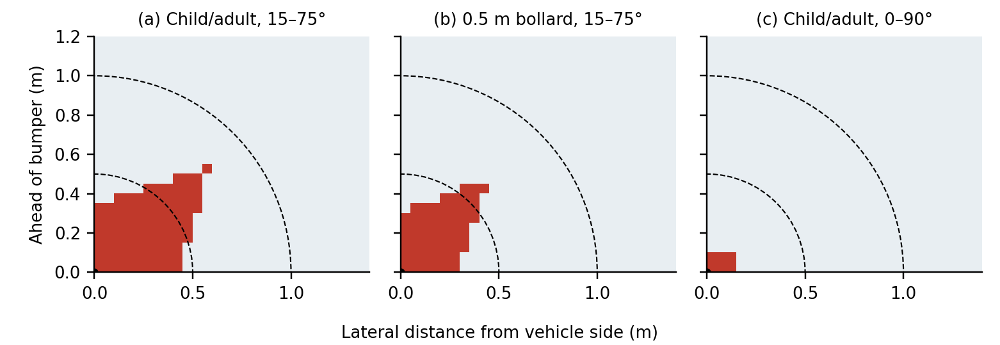 (a) Child/adult, 15–75°
(b) 0.5 m bollard, 15–75°
(c) Child/adult, 0–90°
Ahead of bumper (m)
1.2
1.0
0.8
0.6
0.4
0.2
0.0
0.0 0.5 1.0
0.0 0.5 1.0
0.0 0.5 1.0
Lateral distance from vehicle side (m)